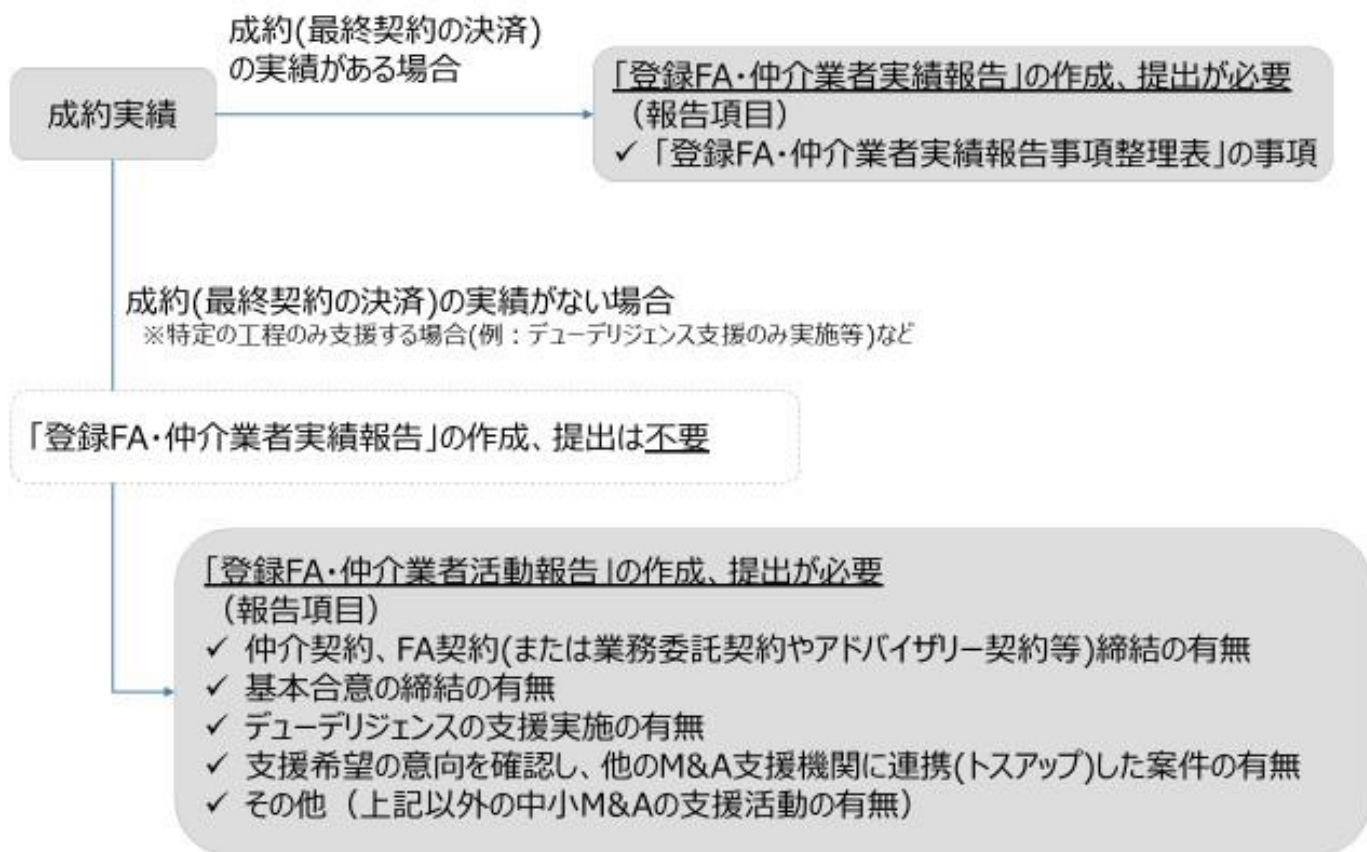 成約(最終契約の決済)
の実績がある場合
成約実績
「登録FA・仲介業者実績報告」の作成、提出が必要
（報告項目）
✓ 「登録FA・仲介業者実績報告事項整理表」の事項
成約(最終契約の決済)の実績がない場合
※特定の工程のみ支援する場合(例：デューデリジェンス支援のみ実施等)など
「登録FA・仲介業者実績報告」の作成、提出は不要
「登録FA・仲介業者活動報告」の作成、提出が必要
（報告項目）
✓ 仲介契約、FA契約(または業務委託契約やアドバイザリー契約等)締結の有無
✓ 基本合意の締結の有無
✓ デューデリジェンスの支援実施の有無
✓ 支援希望の意向を確認し、他のM&A支援機関に連携(トスアップ)した案件の有無
✓ その他（上記以外の中小M&Aの支援活動の有無）